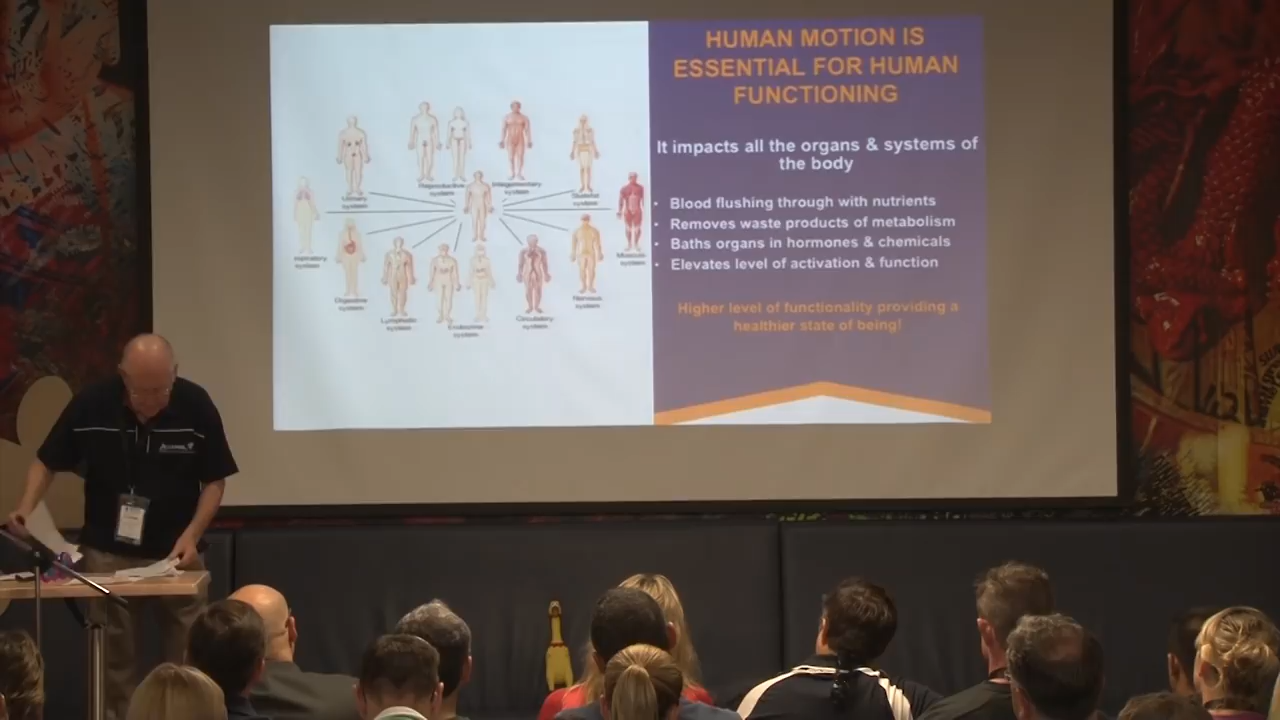 HUMAN MOTION IS
ESSENTIAL FOR HUMAN
FUNCTIONING
It impacts all the organs & systems of
the body
• Blood flushing through with nutrients
• Removes waste products of metabolism
• Baths organs in hormones & chemicals
• Elevates level of activation & function
Higher level of functionality providing a
healthier state of being!
Urinary
system
Reproductive
system
Integumentary
system
Skeletal
system
system
Muscular
system
Digestive
system
Lymphatic
system
Endocrine
system
Circulatory
system
Nervous
system